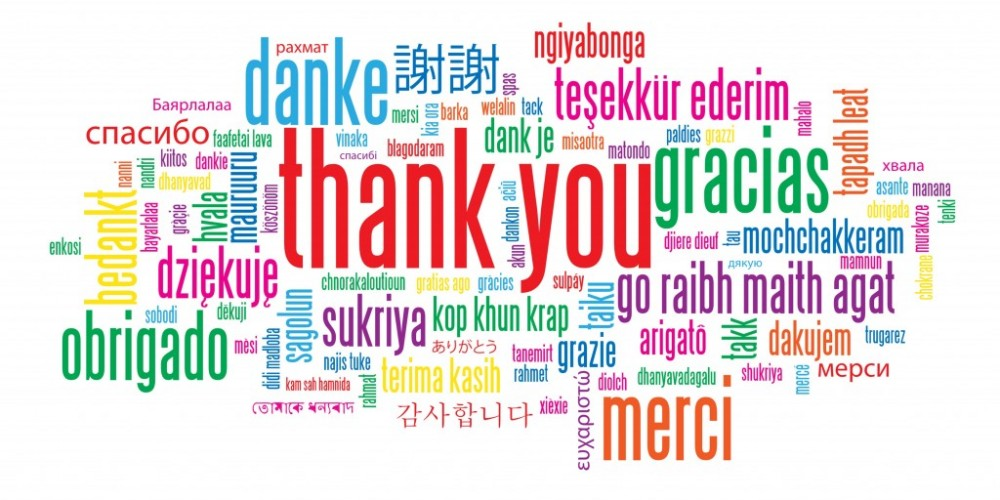 ngiyabonga
рахмат
danke
謝謝
spas
teşekkür ederim
mahalo
tapadh leat
Баярлалаа
mersi
kia ora
barka
welalin
tack
спасибо
faafetai lava
vinaka
dank je
misaotra
paldies
grazzi
спасибі
blagodaram
matondo
thank you
gracias
хвала
nanni
nandri
kiitos
dankie
mauruuru
dhanyavad
köszönöm
aciú
asante
manana
bedankt
bayarlalaa
gràcie
hvala
dankon
akun
obrigada
murakoze
tenki
enkosi
dziękuję
djiere dieuf
tau
mochchakkeram
дякую
mamnun
chokrane
chnorakaloutioun
gratias ago
gràcies
sulpáy
go raibh maith agat
sobodi
děkuji
sagolun
sukriya
kop khun krap
taiku
obrigado
mèsi
didi madloba
ありがとう
arigatô
takk
dakujem
trugarez
najis tuke
tanemirt
grazie
kam sah hamnida
rahmat
terima kasih
rahmet
diolch
dhanyavadagalu
shukriya
mercé
мерси
তোমাকে ধন্যবাদ
감사합니다
xièxie
ευχαριστώ
merci